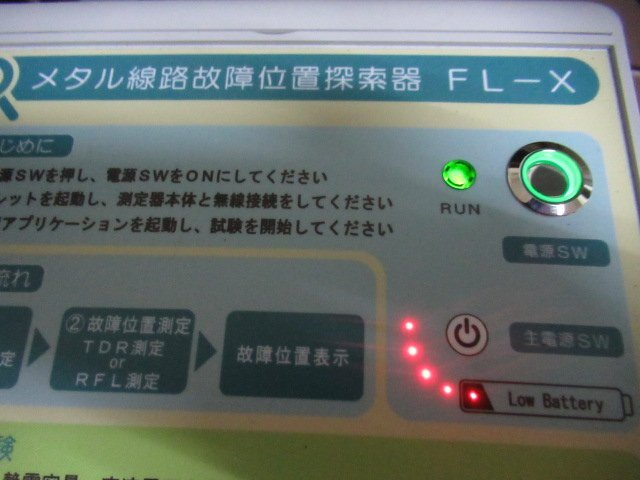 メタル線路故障位置探索器 FL-X
じめに
源SWを押し、電源SWをONにしてください
レットを起動し、測定器本体と無線接続をしてください
アプリケーションを起動し、試験を開始してください
RUN
電源SW
流れ
定
②故障位置測定
TDR測定
or
RFL測定
故障位置表示
主電源SW
Low Battery
験